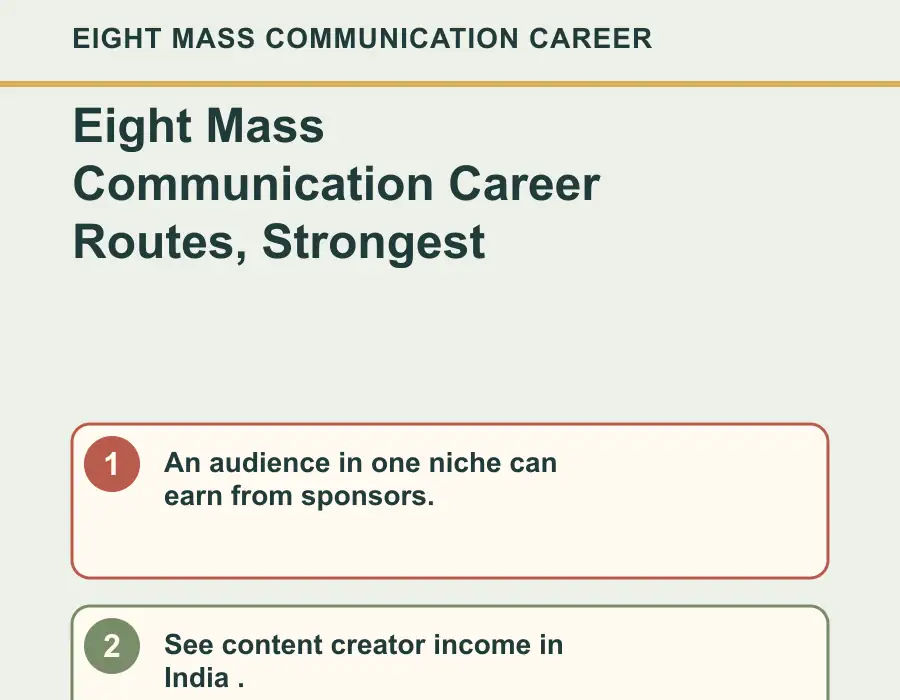 EIGHT MASS COMMUNICATION CAREER
Eight Mass
Communication Career
Routes, Strongest
1
An audience in one niche can
earn from sponsors.
2
See content creator income in
India .